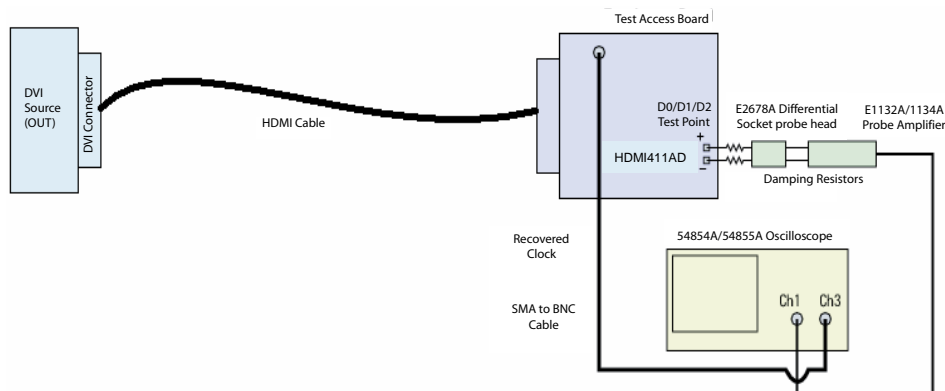 Test Access Board
DVI
Source
(OUT)
DVI Connector
HDMI Cable
D0/D1/D2
Test Point
+
HDMI411AD
−
E2678A Differential
Socket probe head
E1132A/1134A
Probe Amplifier
Damping Resistors
Recovered
Clock
SMA to BNC
Cable
54854A/54855A Oscilloscope
Ch1
Ch3